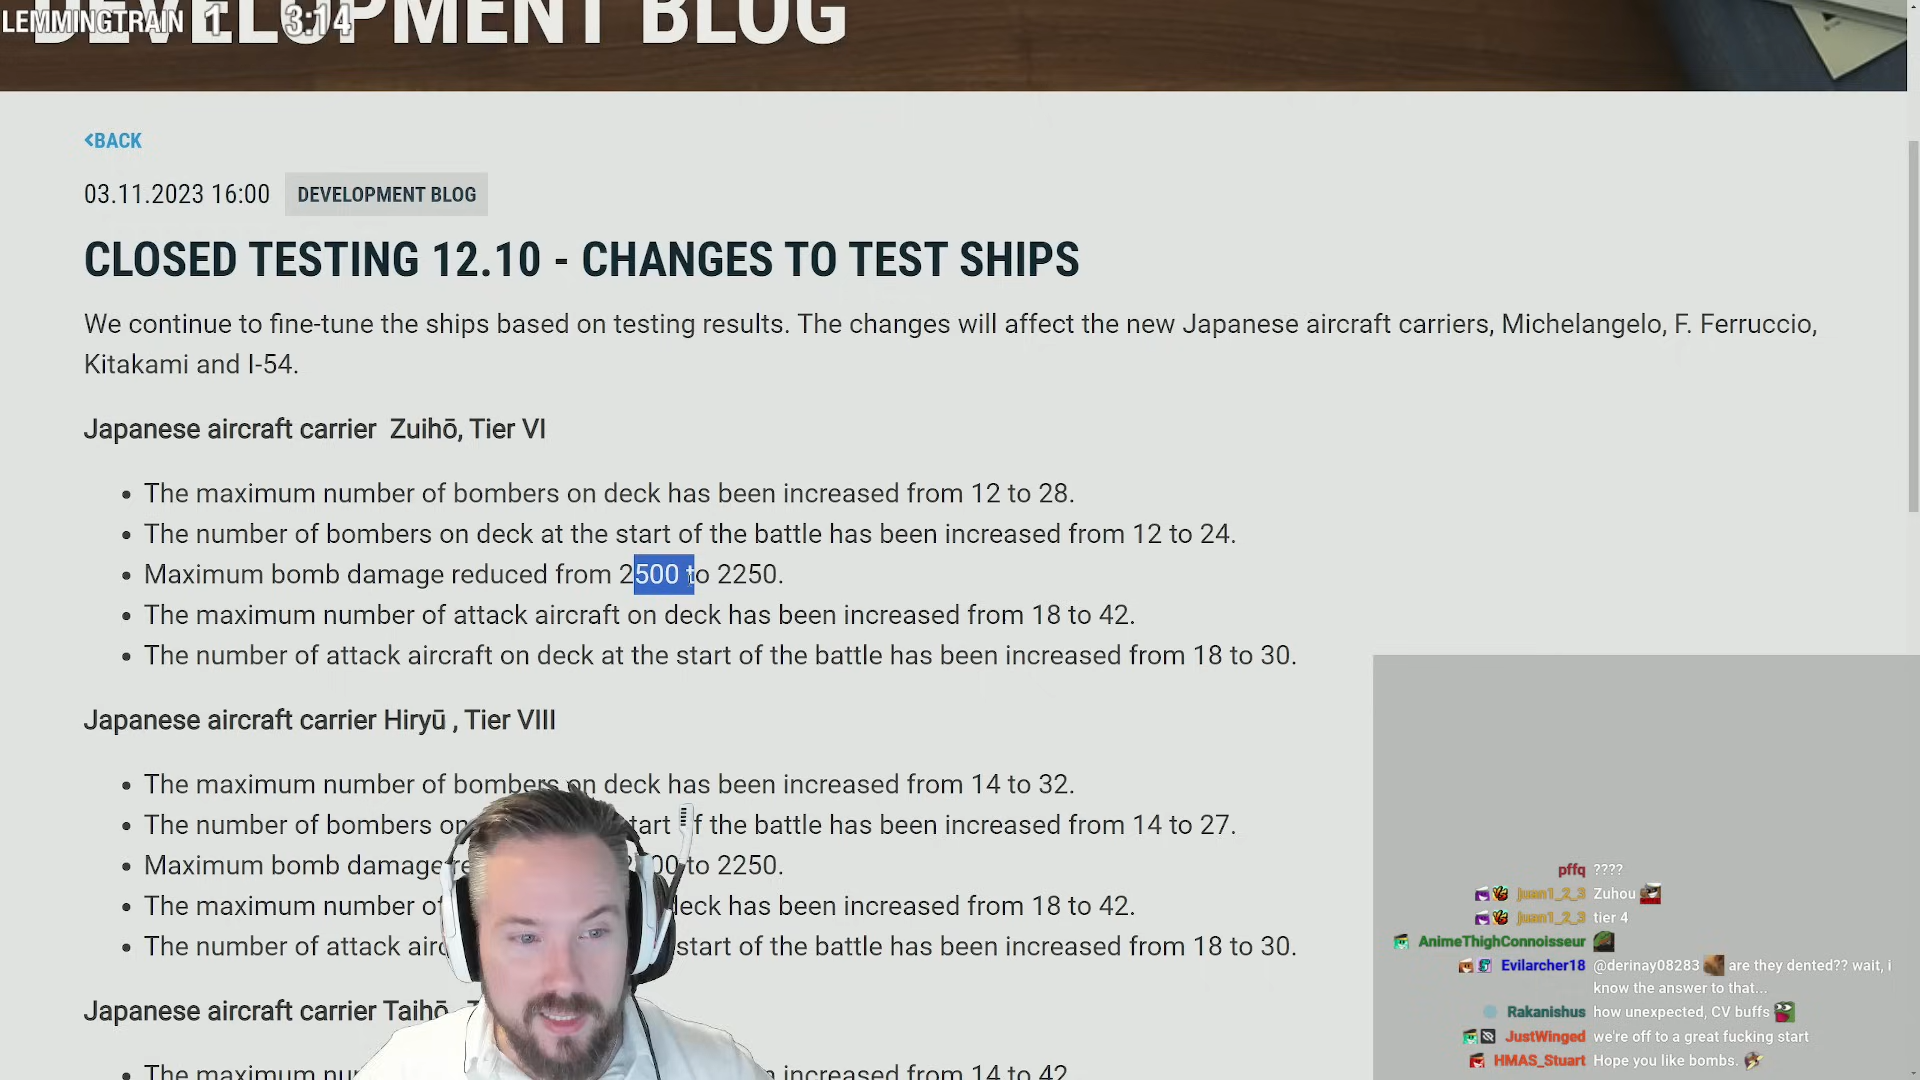 LEMMINGTRAIN 1 3:14
DEVELOPMENT BLOG
<BACK
03.11.2023 16:00 DEVELOPMENT BLOG
CLOSED TESTING 12.10 - CHANGES TO TEST SHIPS
We continue to fine-tune the ships based on testing results. The changes will affect the new Japanese aircraft carriers, Michelangelo, F. Ferruccio,
Kitakami and I-54.
Japanese aircraft carrier Zuihō, Tier VI
• The maximum number of bombers on deck has been increased from 12 to 28.
• The number of bombers on deck at the start of the battle has been increased from 12 to 24.
• Maximum bomb damage reduced from 2500 to 2250.
• The maximum number of attack aircraft on deck has been increased from 18 to 42.
• The number of attack aircraft on deck at the start of the battle has been increased from 18 to 30.
Japanese aircraft carrier Hiryū , Tier VIII
• The maximum number of bombers on deck has been increased from 14 to 32.
• The number of bombers on tart of the battle has been increased from 14 to 27.
• Maximum bomb damage re 00 to 2250.
• The maximum number of deck has been increased from 18 to 42.
• The number of attack airc start of the battle has been increased from 18 to 30.
Japanese aircraft carrier Taihō,
• The maximum nu increased from 14 to 42.
pffq ????
juan1_2_3 Zuhou
juan1_2_3 tier 4
AnimeThighConnoisseur
Evilarcher18 @derinay08283 are they dented?? wait, i
know the answer to that...
Rakanishus how unexpected, CV buffs
JustWinged we're off to a great fucking start
HMAS_Stuart Hope you like bombs.